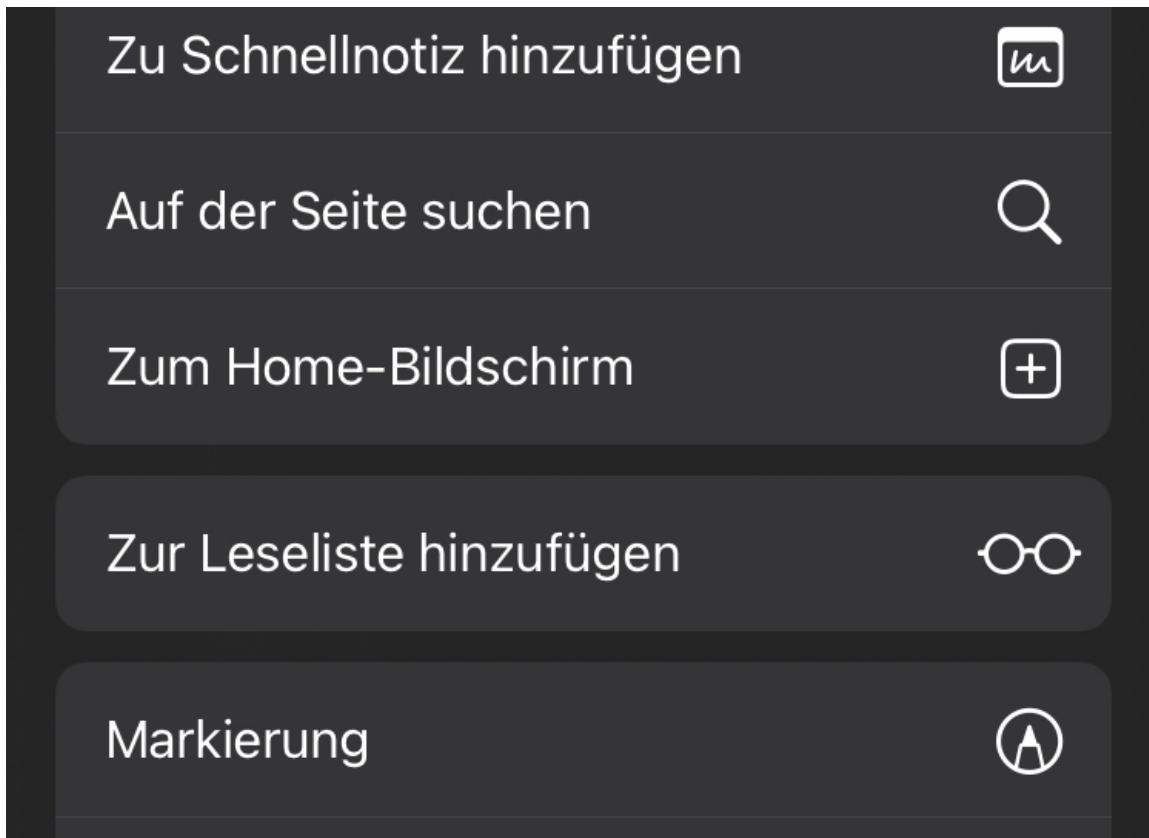 Zu Schnellnotiz hinzufügen
Auf der Seite suchen
Zum Home-Bildschirm
Zur Leseliste hinzufügen
Markierung